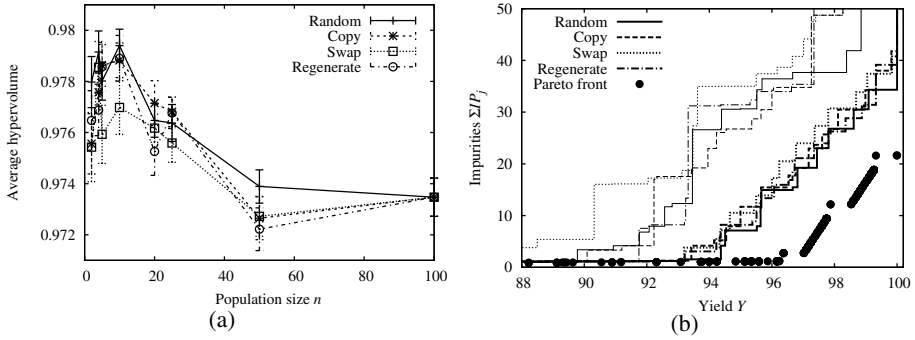 0.98
0.978
0.976
0.974
0.972
0
20
40
60
80
100
Average hypervolume
Population size n
Random
Copy
Swap
Regenerate
(a)
50
40
30
20
10
0
88
90
92
94
96
98
100
Impurities ΣIPj
Yield Y
Random
Copy
Swap
Regenerate
Pareto front
(b)